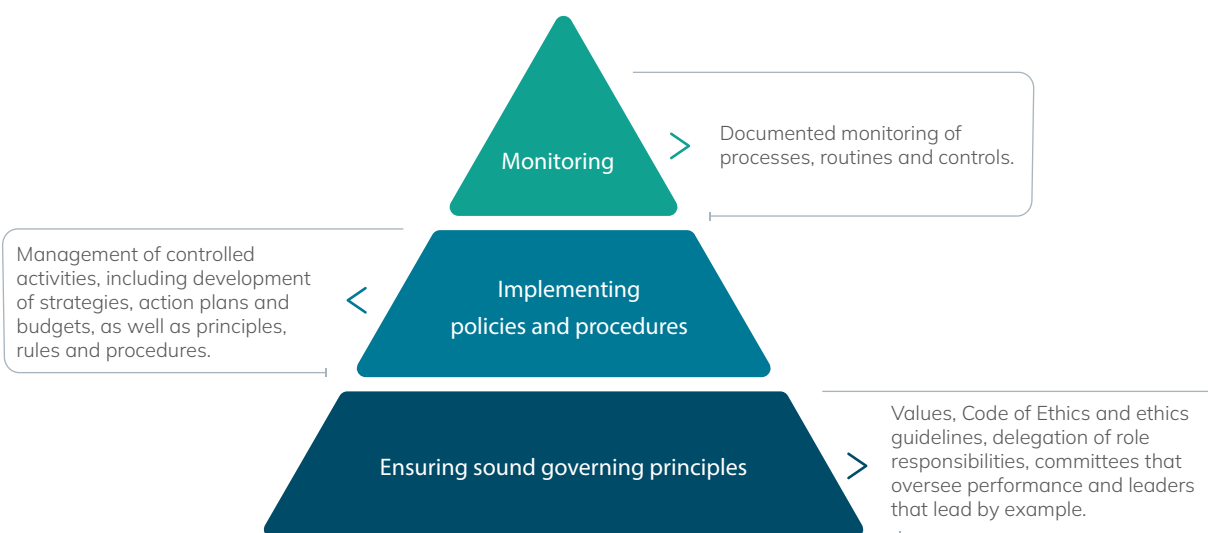 Monitoring
Documented monitoring of
processes, routines and controls.
Management of controlled
activities, including development
of strategies, action plans and
budgets, as well as principles,
rules and procedures.
Implementing
policies and procedures
Ensuring sound governing principles
Values, Code of Ethics and ethics
guidelines, delegation of role
responsibilities, committees that
oversee performance and leaders
that lead by example.